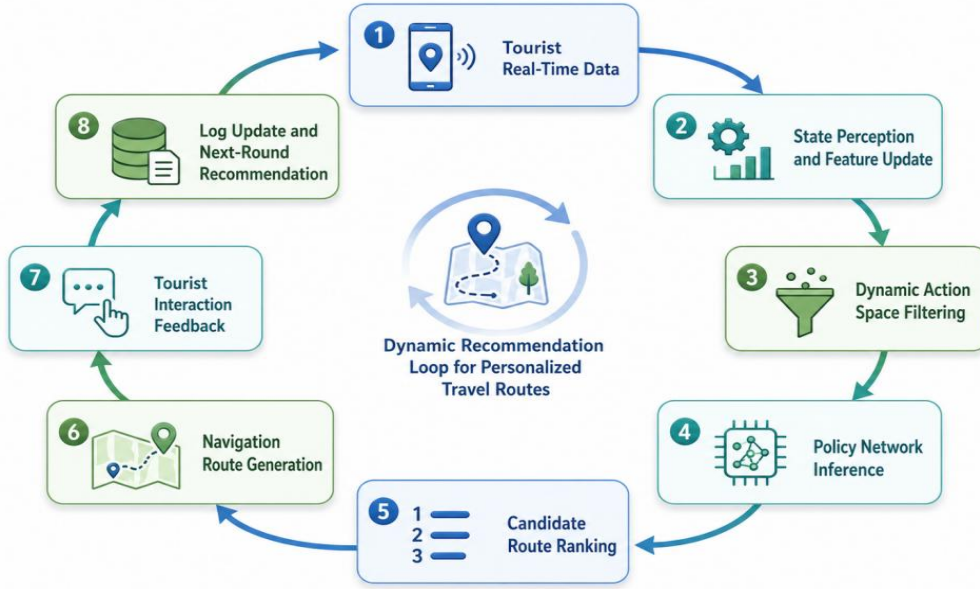 1
Tourist
Real-Time Data
2
State Perception
and Feature Update
3
Dynamic Action
Space Filtering
4
Policy Network
Inference
5
1
2
3
Candidate
Route Ranking
6
Navigation
Route Generation
7
Tourist
Interaction
Feedback
8
Log Update and
Next-Round
Recommendation
Dynamic Recommendation
Loop for Personalized
Travel Routes